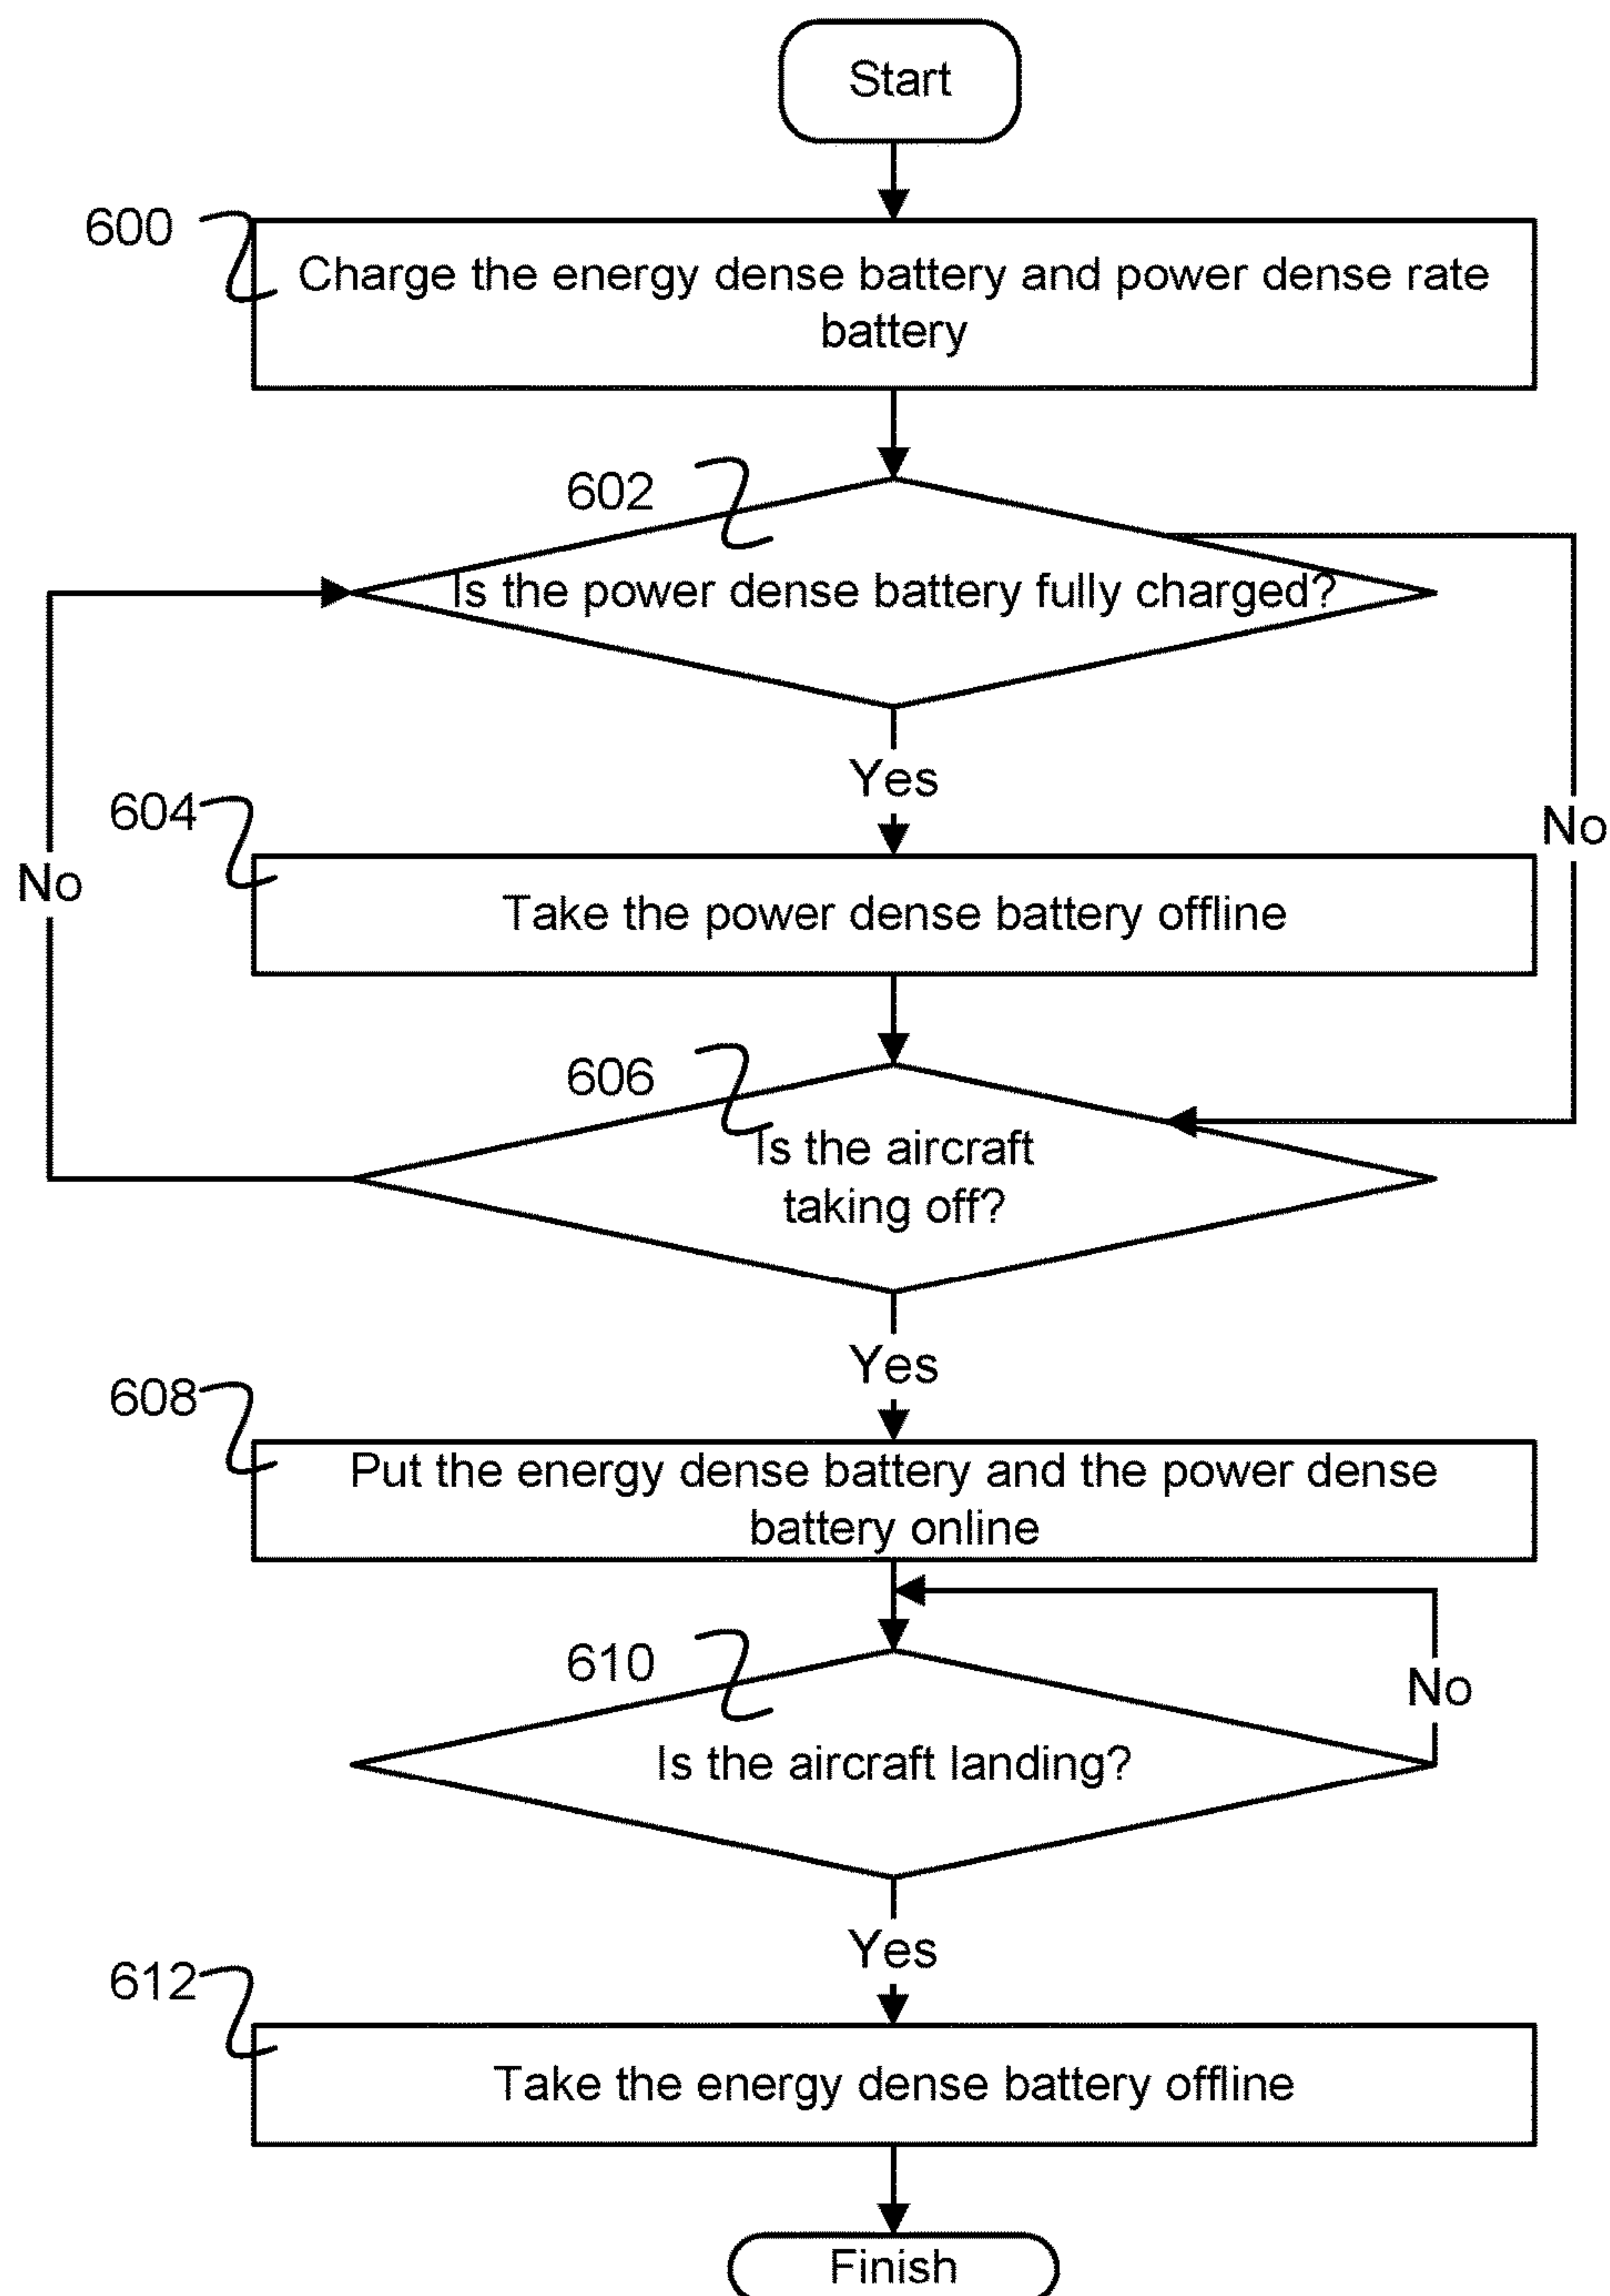 Start
600
Charge the energy dense battery and power dense rate
battery
602
Is the power dense battery fully charged?
Yes
604
No
No
Take the power dense battery offline
606
Is the aircraft
taking off?
Yes
608
Put the energy dense battery and the power dense
battery online
610
No
Is the aircraft landing?
Yes
612
Take the energy dense battery offline
Finish